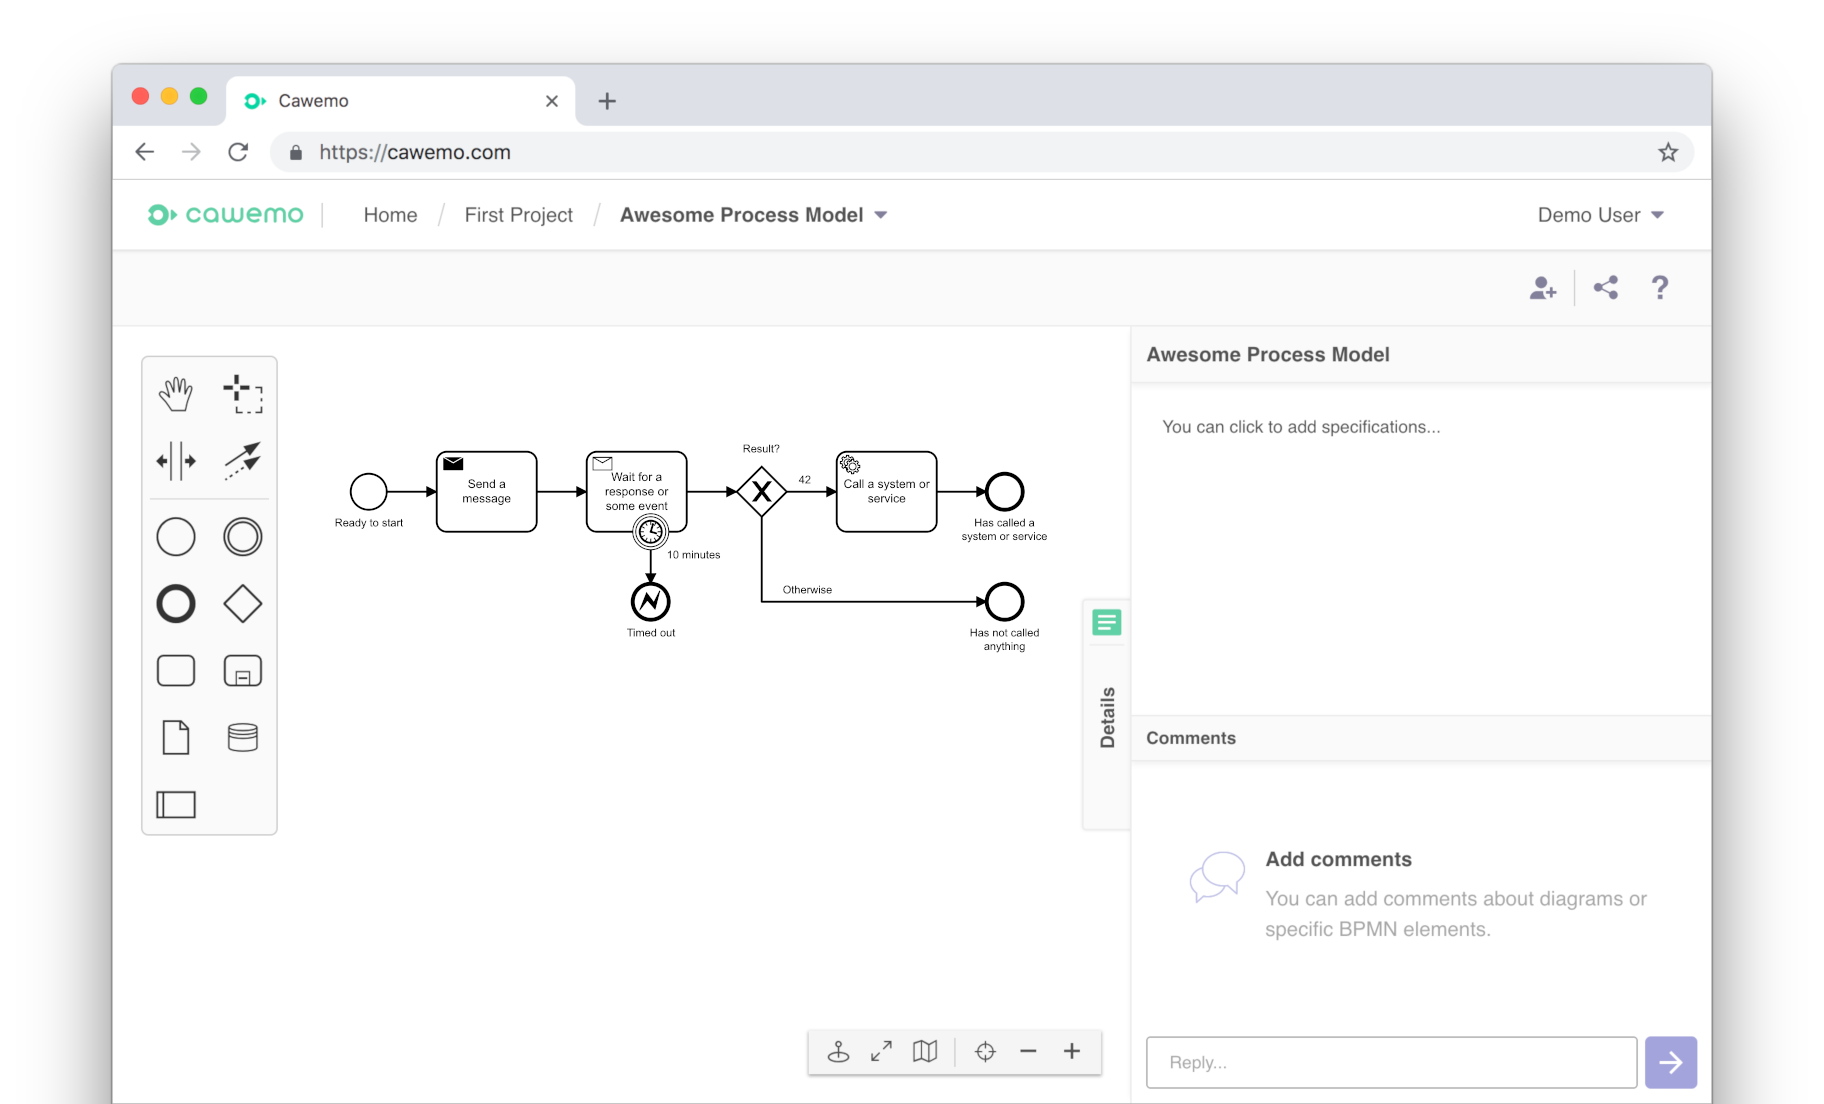 Cawemo
https://cawemo.com
cawemo
Home / First Project / Awesome Process Model
Demo User
?
Awesome Process Model
You can click to add specifications...
Result?
Send a
message
Wait for a
response or
some event
42
Call a system or
service
Ready to start
Has called a
system or service
10 minutes
Otherwise
Timed out
Has not called
anything
Details
Comments
Add comments
You can add comments about diagrams or
specific BPMN elements.
Reply...